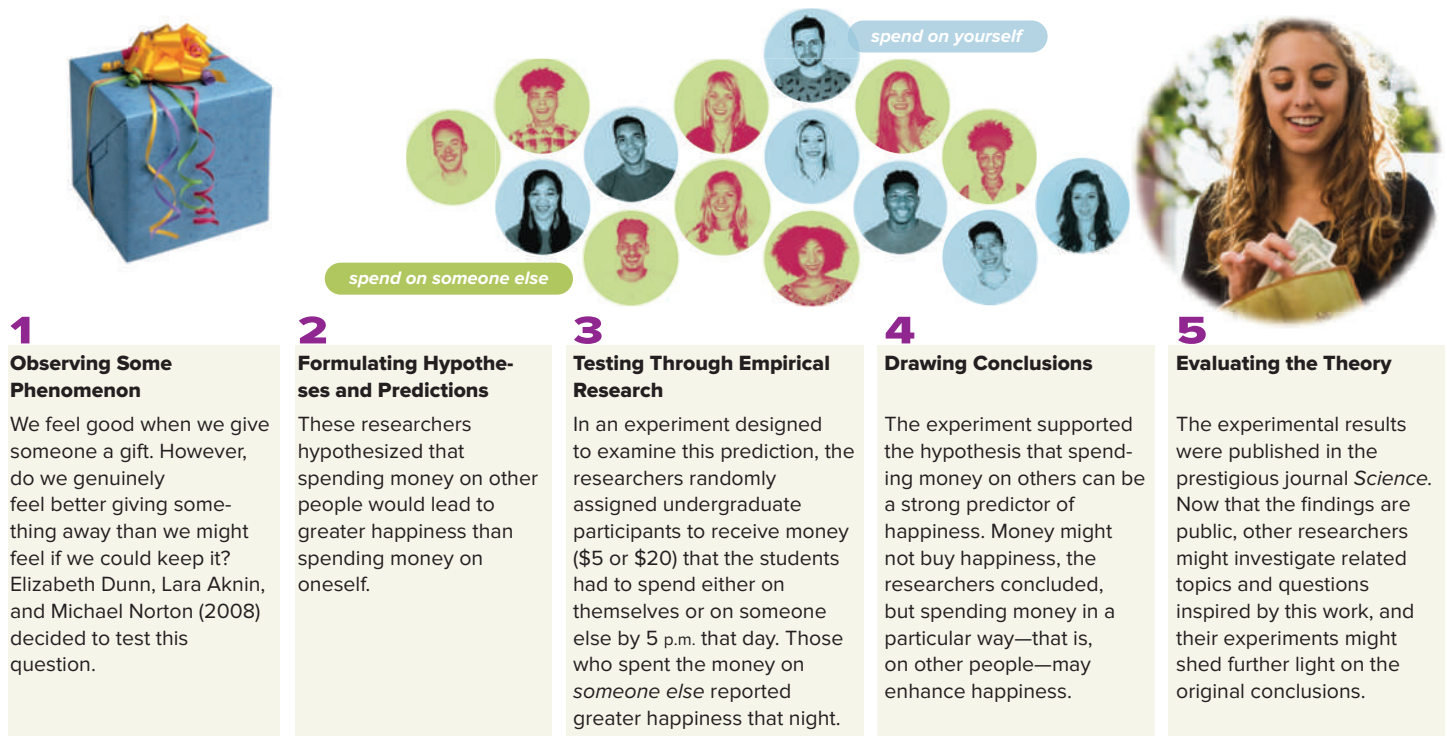 spend on yourself
spend on someone else
1
Observing Some
Phenomenon
We feel good when we give
someone a gift. However,
do we genuinely
feel better giving some-
thing away than we might
feel if we could keep it?
Elizabeth Dunn, Lara Aknin,
and Michael Norton (2008)
decided to test this
question.
2
Formulating Hypothe-
ses and Predictions
These researchers
hypothesized that
spending money on other
people would lead to
greater happiness than
spending money on
oneself.
3
Testing Through Empirical
Research
In an experiment designed
to examine this prediction, the
researchers randomly
assigned undergraduate
participants to receive money
($5 or $20) that the students
had to spend either on
themselves or on someone
else by 5 p.m. that day. Those
who spent the money on
someone else reported
greater happiness that night.
4
Drawing Conclusions
The experiment supported
the hypothesis that spend-
ing money on others can be
a strong predictor of
happiness. Money might
not buy happiness, the
researchers concluded,
but spending money in a
particular way—that is,
on other people—may
enhance happiness.
5
Evaluating the Theory
The experimental results
were published in the
prestigious journal Science.
Now that the findings are
public, other researchers
might investigate related
topics and questions
inspired by this work, and
their experiments might
shed further light on the
original conclusions.